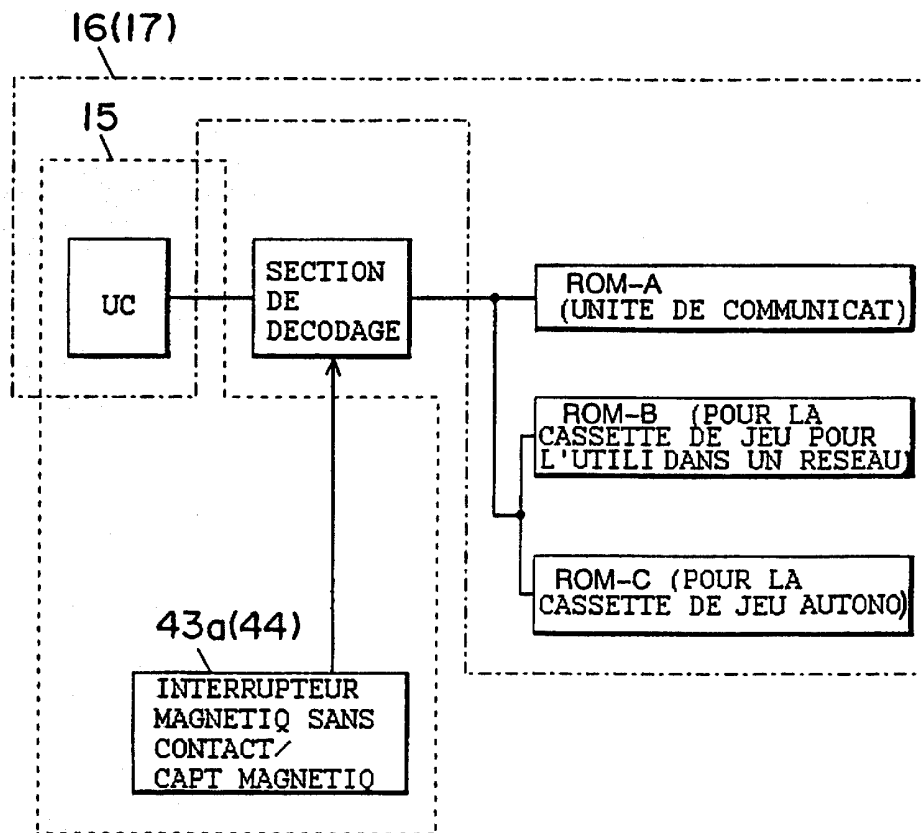 16(17)
15
UC
SECTION
DE
DECODAGE
ROM-A
(UNITE DE COMMUNICAT)
ROM-B (POUR LA
CASSETTE DE JEU POUR
L'UTILI DANS UN RESEAU)
ROM-C (POUR LA
CASSETTE DE JEU AUTONO)
43a(44)
INTERRUPTEUR
MAGNETIQ SANS
CONTACT/
CAPT MAGNETIQ